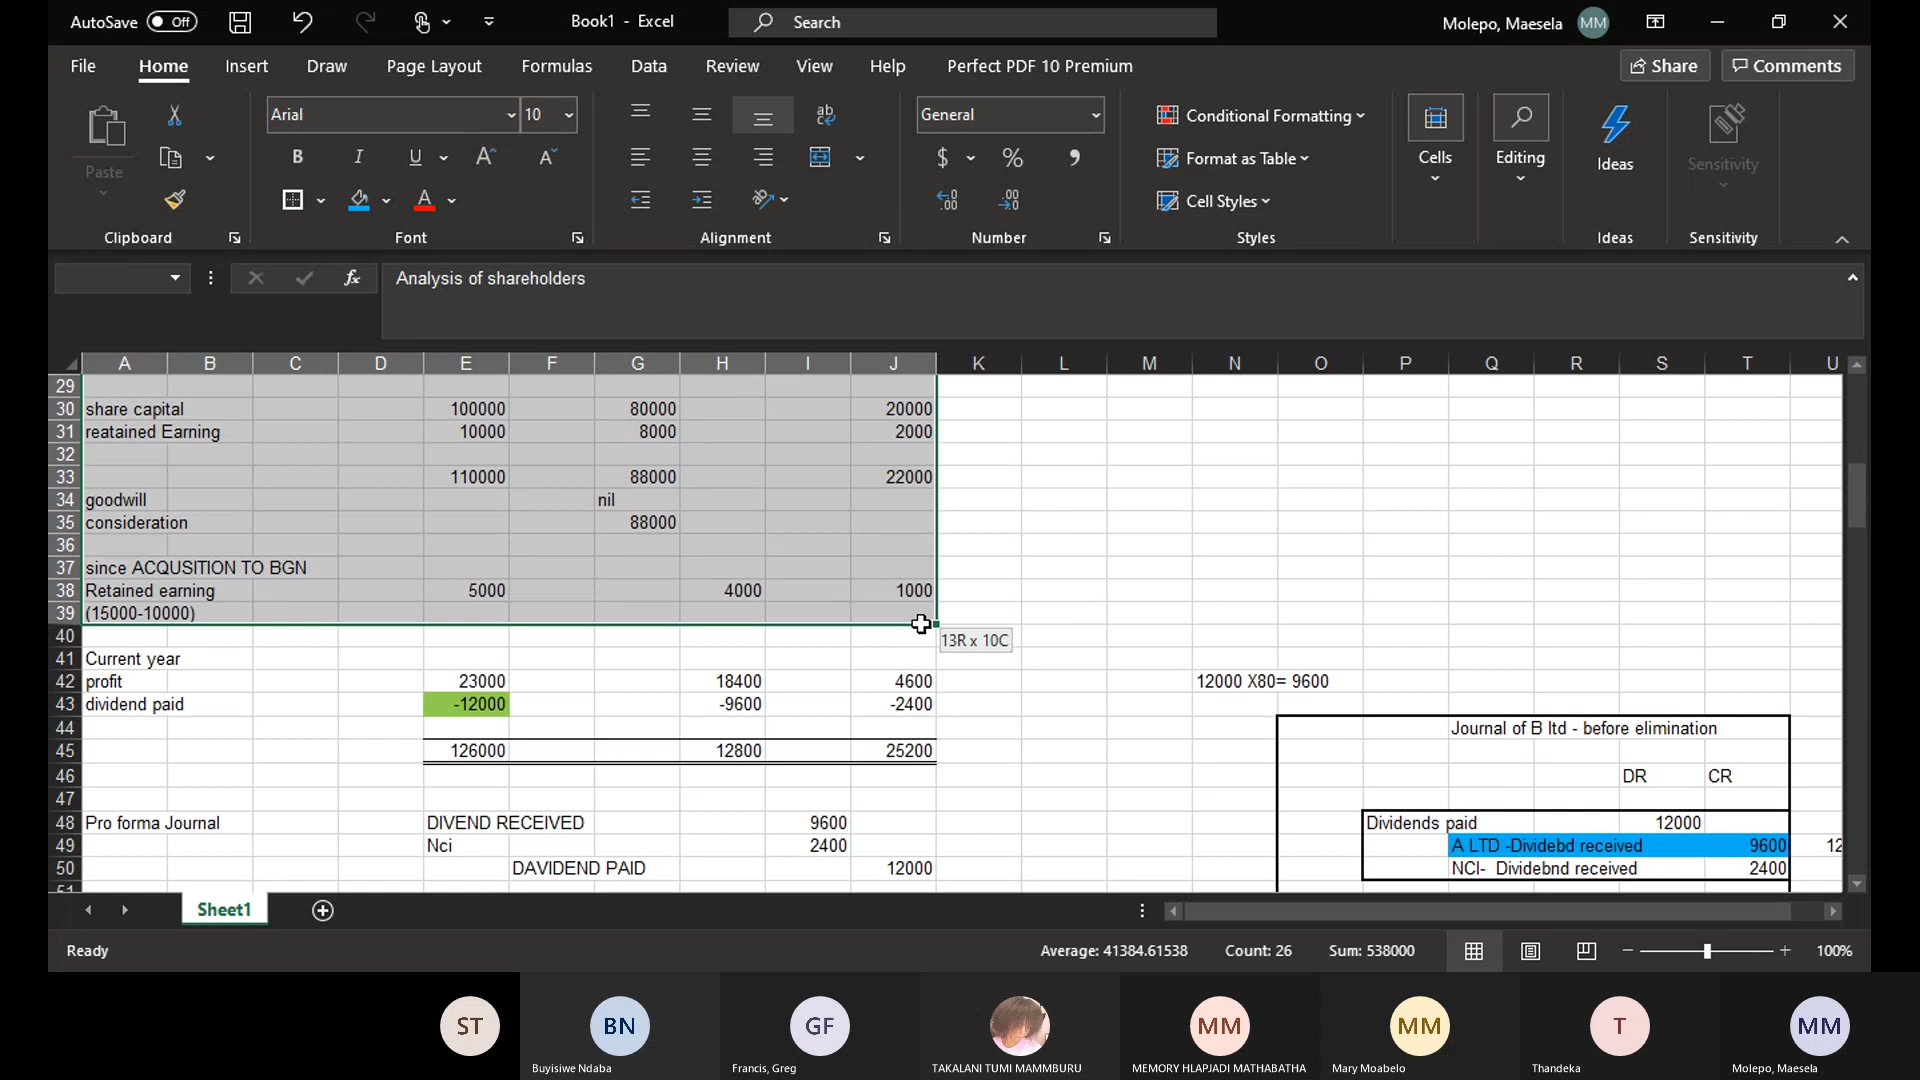 AutoSave Off Book1 - Excel Search Molepo, Maesela MM
File Home Insert Draw Page Layout Formulas Data Review View Help Perfect PDF 10 Premium Share Comments
Paste Arial 10 General Conditional Formatting Cells Editing Ideas Sensitivity
B I U $ % Format as Table
A Cell Styles
Clipboard Font Alignment Number Styles Ideas Sensitivity
fx Analysis of shareholders
A B C D E F G H I J K L M N O P Q R S T U
29
30 share capital 100000 80000 20000
31 reatained Earning 10000 8000 2000
32
33 110000 88000 22000
34 goodwill nil
35 consideration 88000
36
37 since ACQUSITION TO BGN
38 Retained earning 5000 4000 1000
39 (15000-10000)
40 13R x 10C
41 Current year
42 profit 23000 18400 4600 12000 X80= 9600
43 dividend paid -12000 -9600 -2400
44 Journal of B ltd - before elimination
45 126000 12800 25200
46 DR CR
47
48 Pro forma Journal DIVEND RECEIVED 9600 Dividends paid 12000
49 Nci 2400 A LTD -Dividebd received 9600 12
50 DAVIDEND PAID 12000 NCI- Dividebnd received 2400
51
Sheet1
Ready Average: 41384.61538 Count: 26 Sum: 538000 100%
ST BN GF MM MM T MM
Buyisiwe Ndaba Francis, Greg TAKALANI TUMI MAMMBURU MEMORY HLAPJADI MATHABATHA Mary Moabelo Thandeka Molepo, Maesela